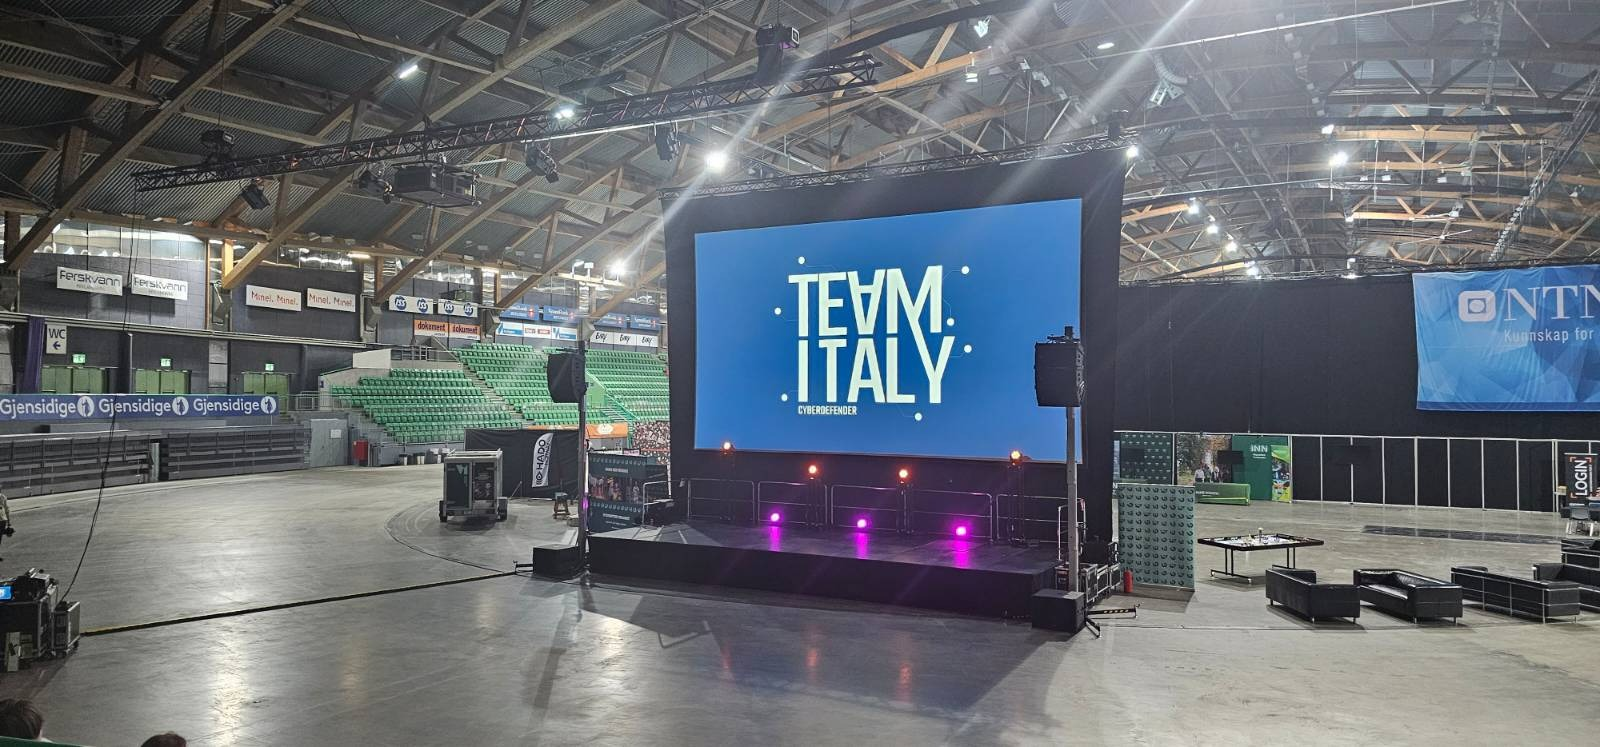 TEAM
ITALY
CYBERDEFENDER
Ferskvann
Ferskvann
Minel. Minel.
Minel. Minel.
WC
dokument
dokument
Gjensidige
Gjensidige
Gjensidige
HADO
NTN
Kunnskap for
INN
LOGIN